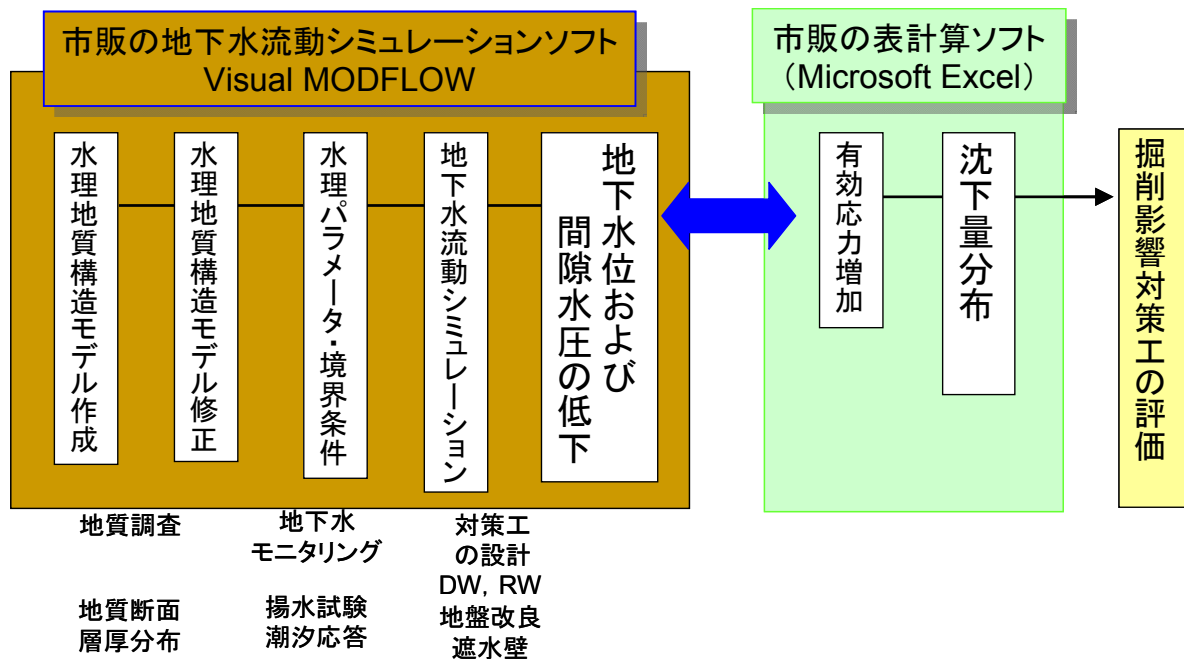 市販の地下水流動シミュレーションソフト
Visual MODFLOW
市販の表計算ソフト
（Microsoft Excel）
水理地質構造モデル作成
水理地質構造モデル修正
水理パラメータ・境界条件
地下水流動シミュレーション
地下水位および
間隙水圧の低下
有効応力増加
沈下量分布
掘削影響対策工の評価
地質調査
地質断面
層厚分布
地下水
モニタリング
揚水試験
潮汐応答
対策工
の設計
DW，RW
地盤改良
遮水壁